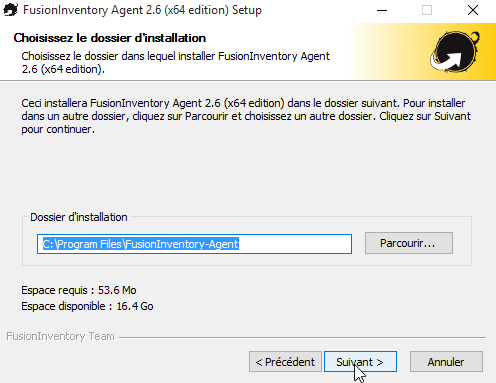 FusionInventory Agent 2.6 (x64 edition) Setup
Choisissez le dossier d'installation
Choisissez le dossier dans lequel installer FusionInventory Agent
2.6 (x64 edition).
Ceci installera FusionInventory Agent 2.6 (x64 edition) dans le dossier suivant. Pour installer
dans un autre dossier, cliquez sur Parcourir et choisissez un autre dossier. Cliquez sur Suivant
pour continuer.
Dossier d'installation
C:\Program Files\FusionInventory-Agent
Parcourir...
Espace requis : 53.6 Mo
Espace disponible : 16.4 Go
FusionInventory Team
< Précédent
Suivant >
Annuler